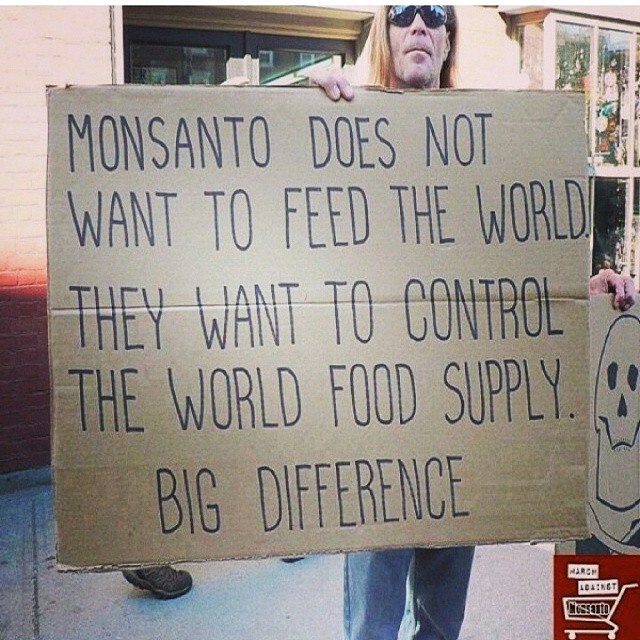 MONSANTO DOES NOT
WANT TO FEED THE WORLD.
THEY WANT TO CONTROL
THE WORLD FOOD SUPPLY.
BIG DIFFERENCE
MARCH
AGAINST
Monsanto